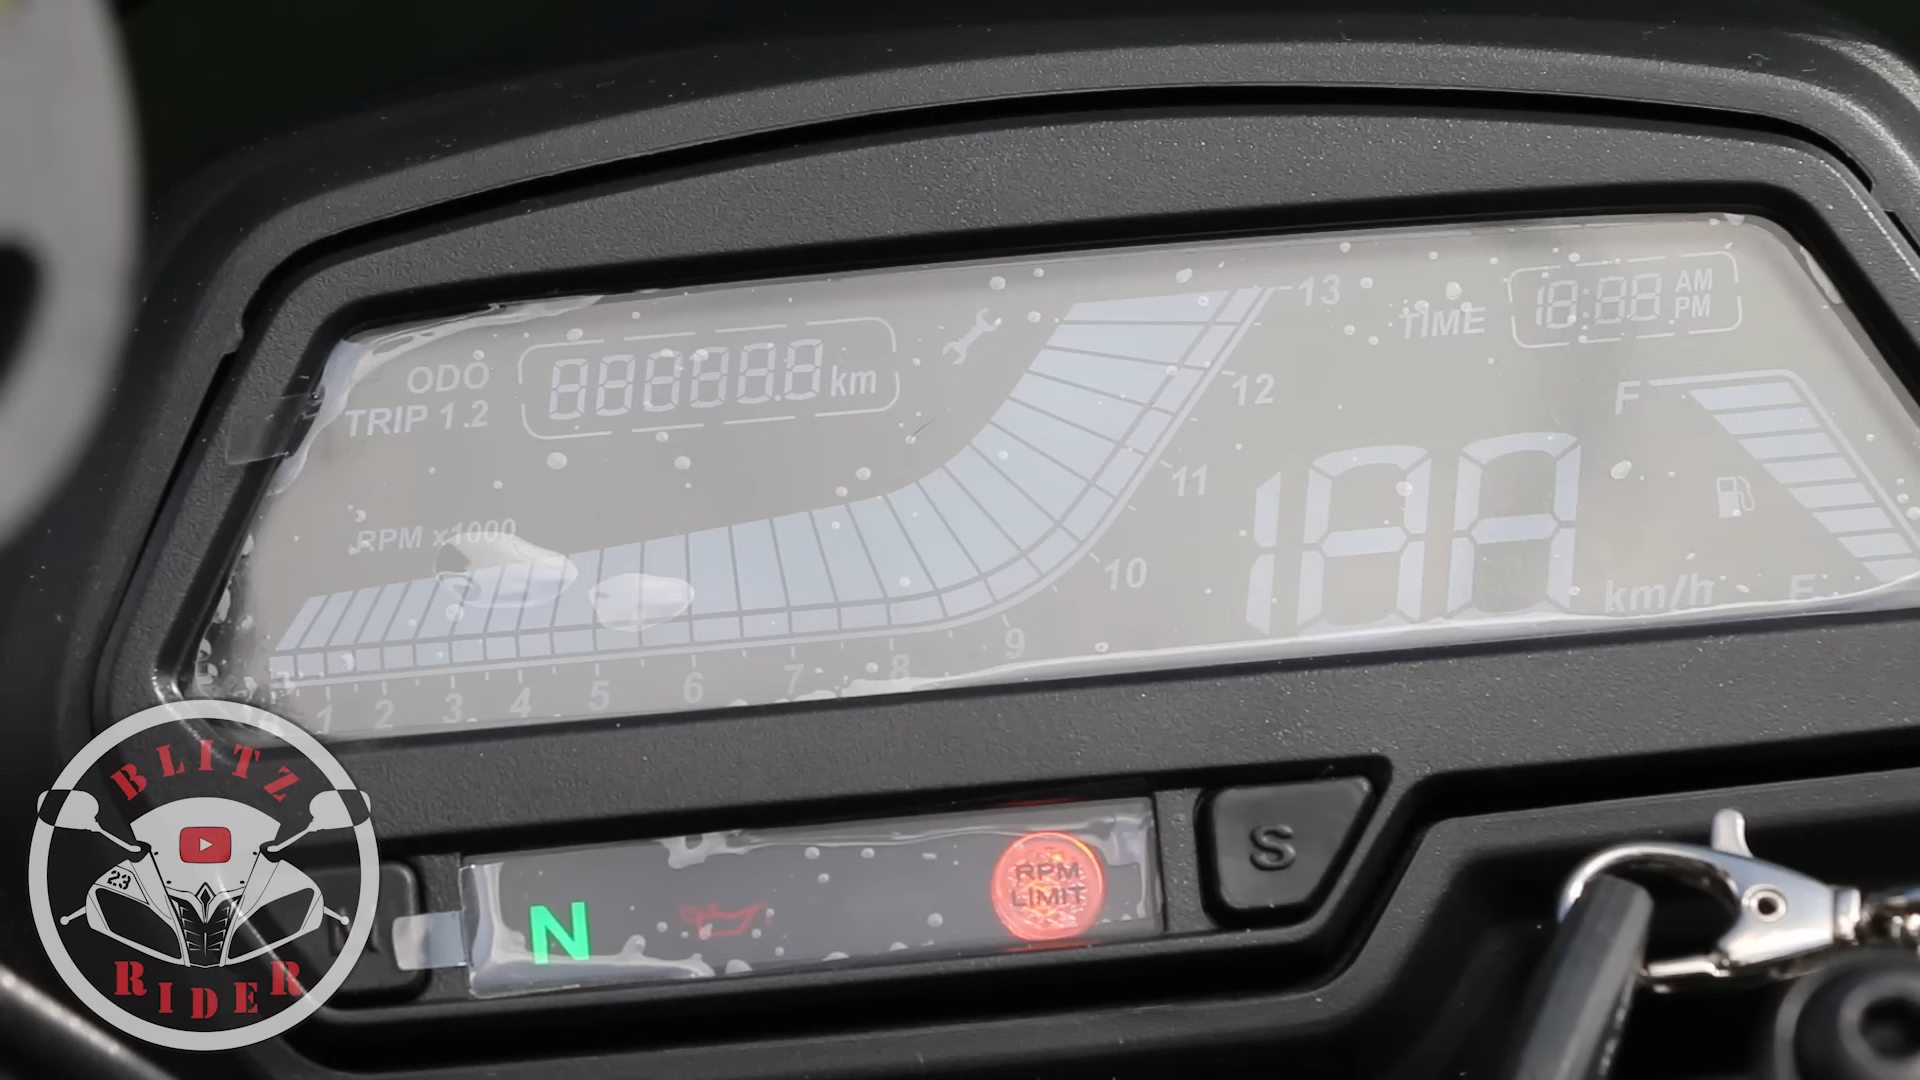 ODO
TRIP 1.2
888888.8 km
TIME
18:88 AM
PM
RPM x1000
1 2 3 4 5 6 7 8 9 10 11 12 13
F
E
188 km/h
N
RPM
LIMIT
S
BLITZ
23
RIDER